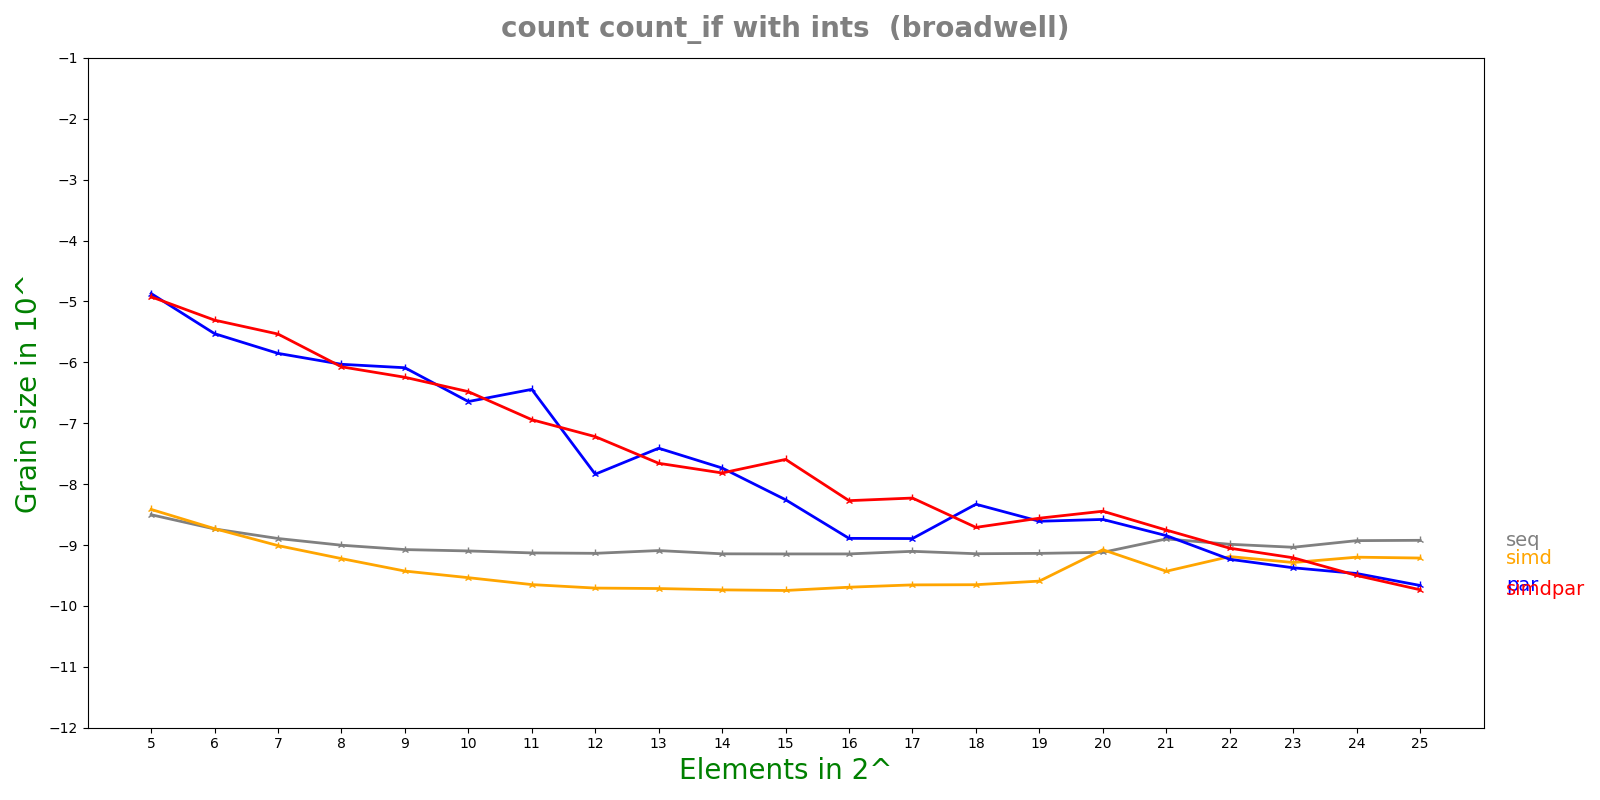 count count_if with ints  (broadwell)
Grain size in 10^
−1
−2
−3
−4
−5
−6
−7
−8
−9
−10
−11
−12
seq
simd
par
simdpar
5 6 7 8 9 10 11 12 13 14 15 16 17 18 19 20 21 22 23 24 25
Elements in 2^